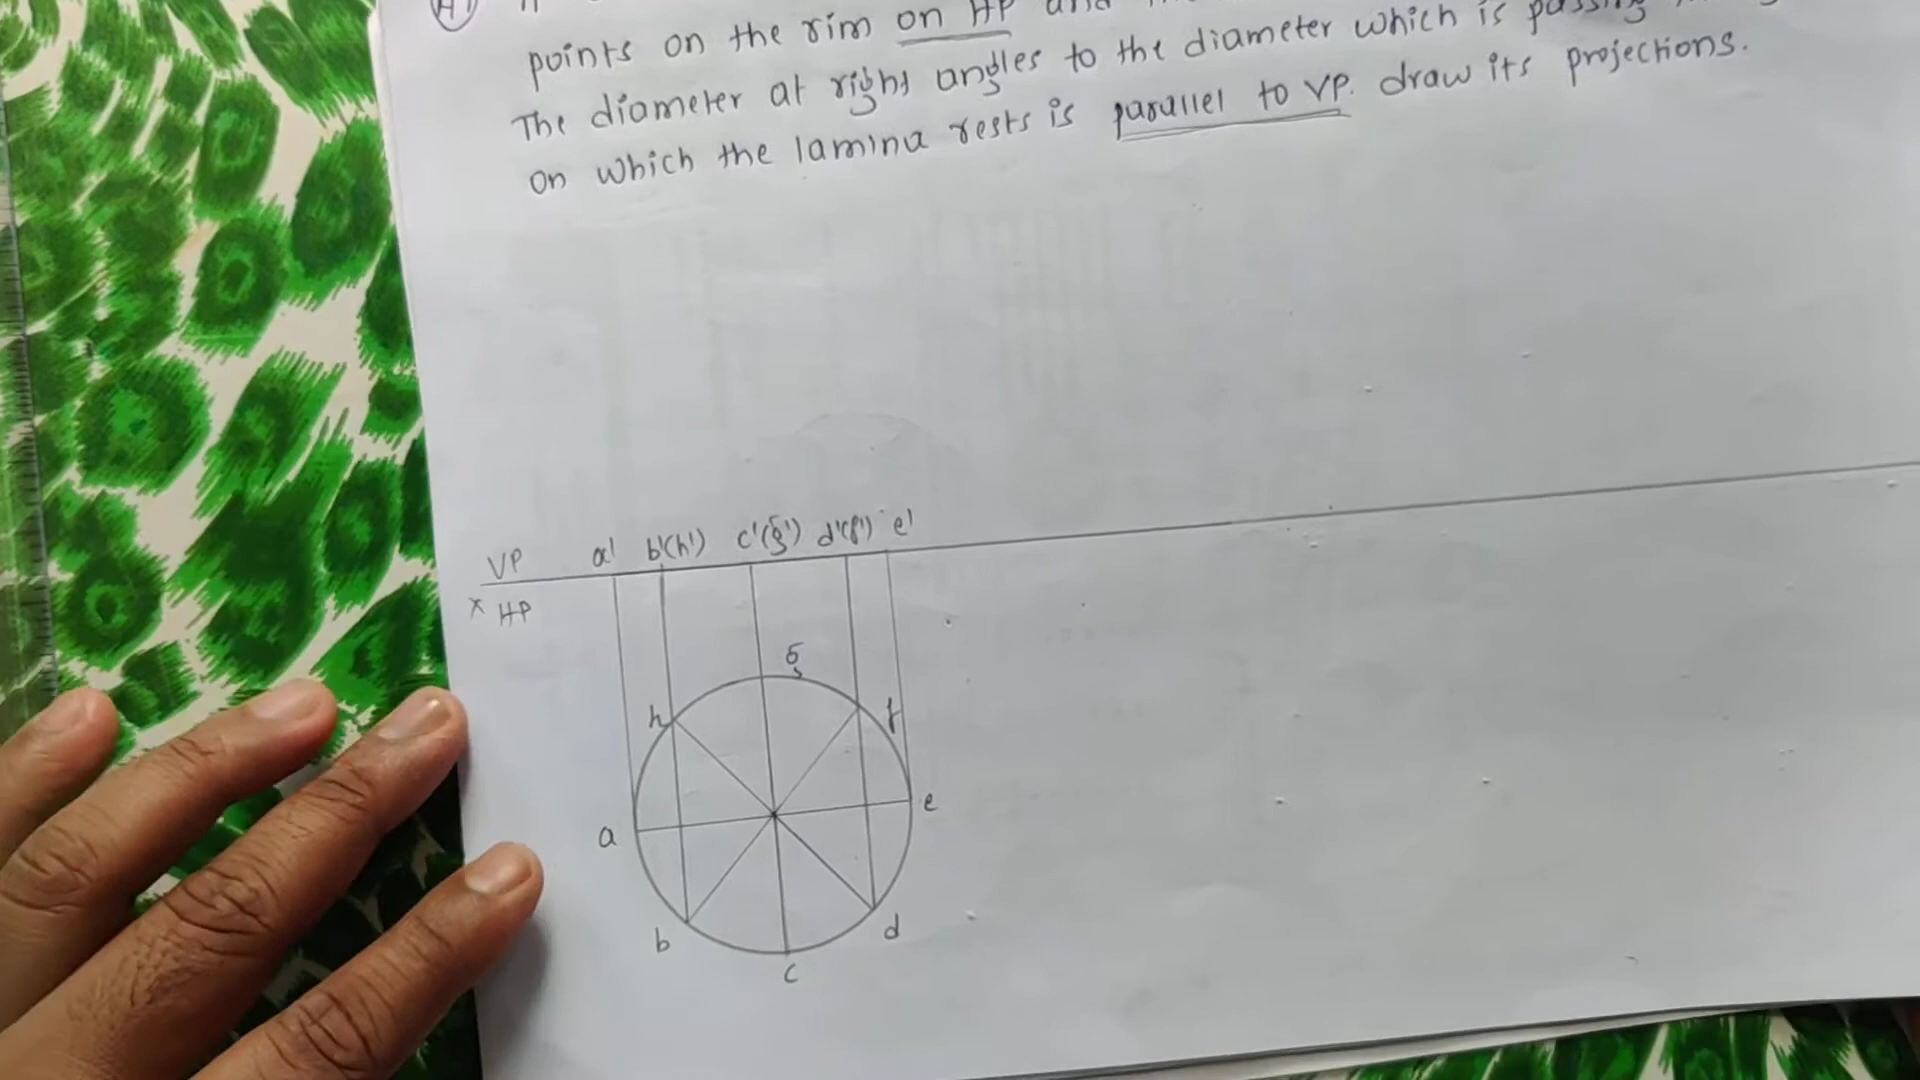 points on the rim on HP
The diameter at right angles to the diameter which is passing
on which the lamina rests is parallel to VP. draw its projections.
VP a' b'(h') c'(g') d'(f') e'
X HP
g
h f
a e
b d
c